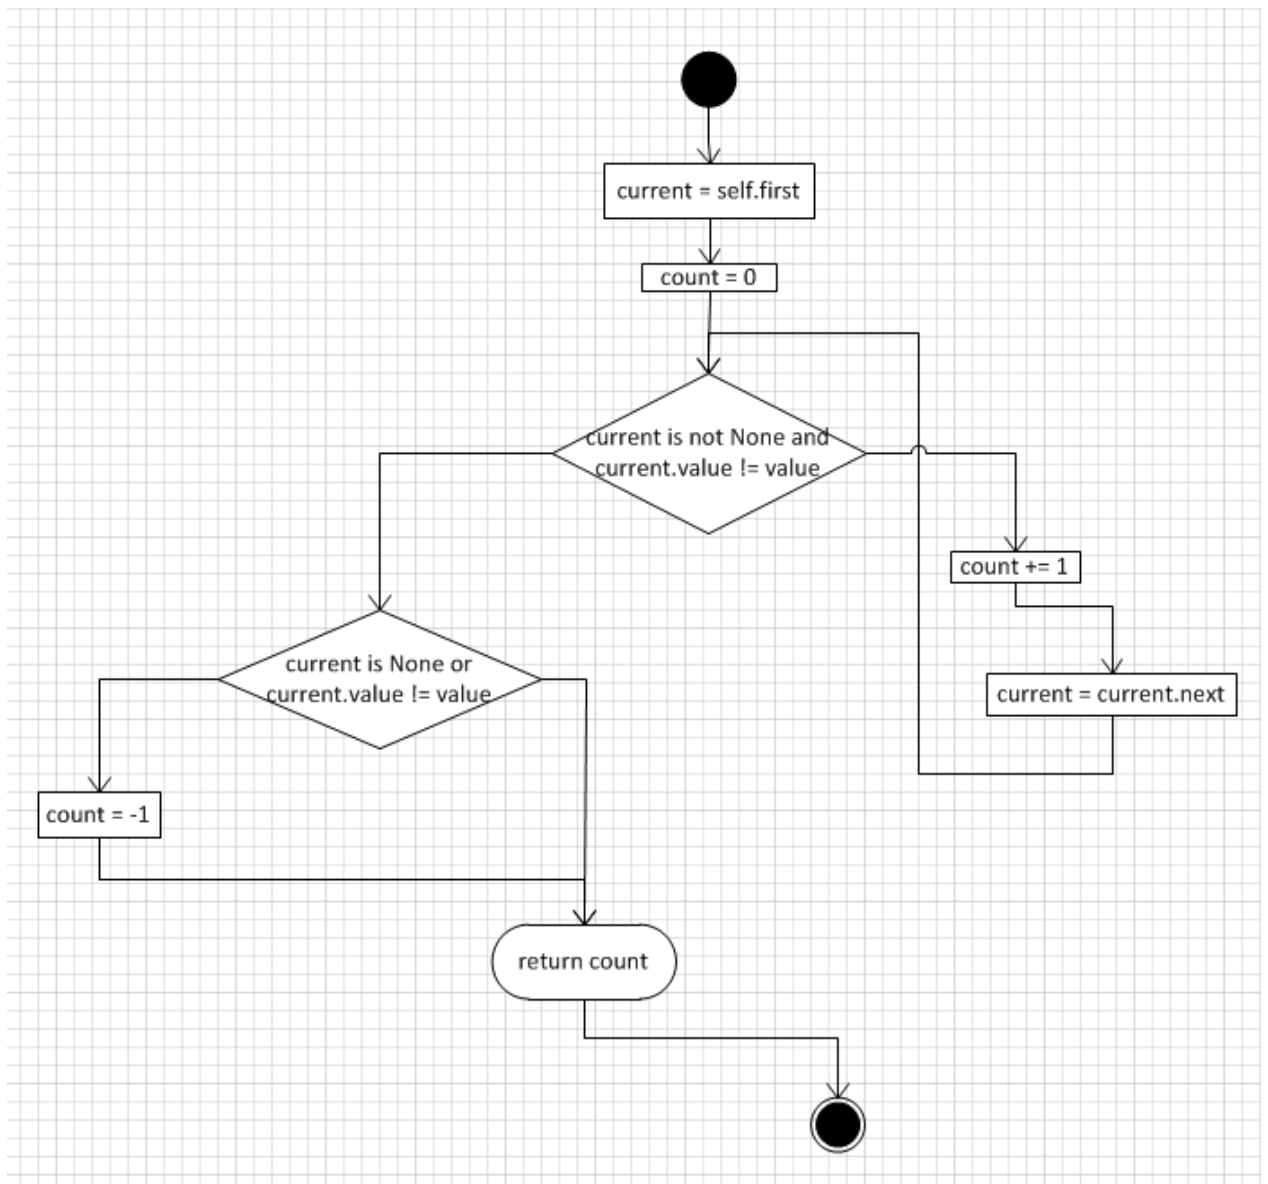 current = self.first
count = 0
current is not None and
current.value != value
count += 1
current is None or
current.value != value
current = current.next
count = -1
return count